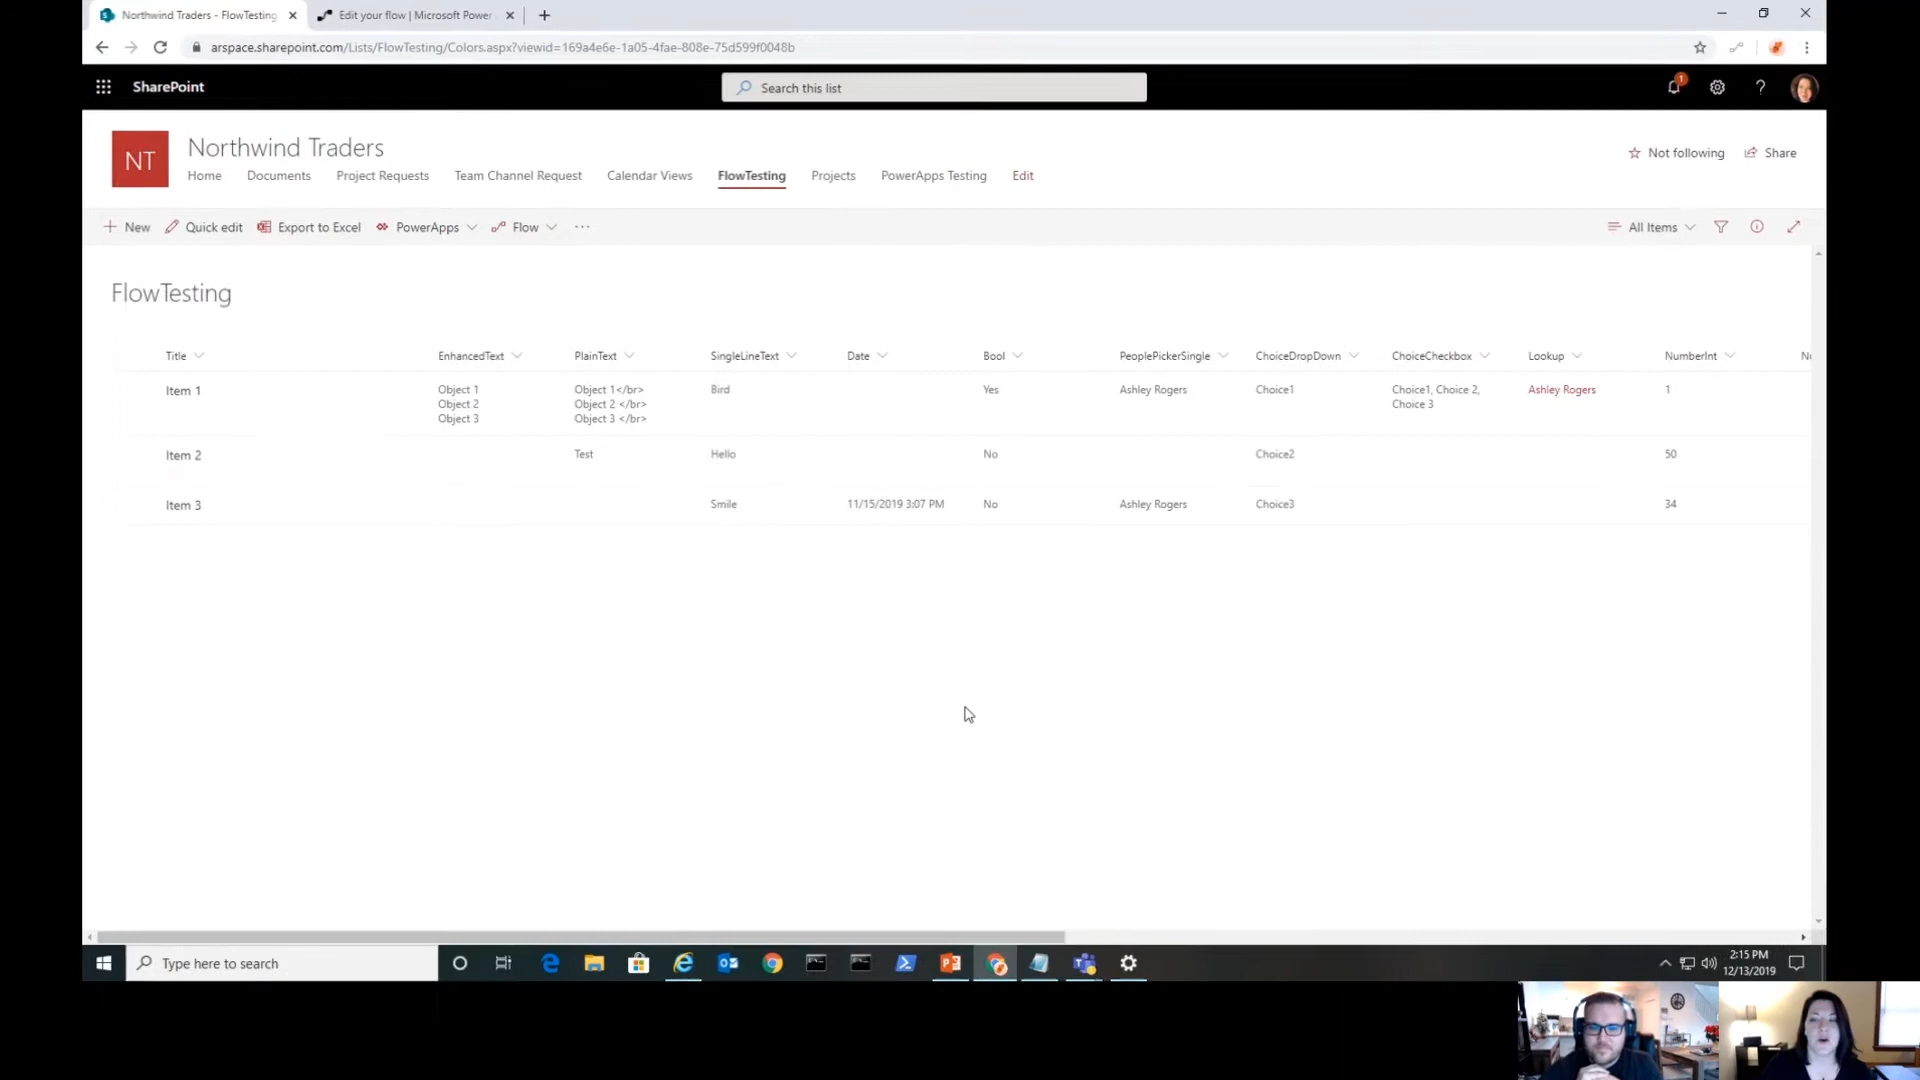 Northwind Traders - FlowTesting
Edit your flow | Microsoft Power
arspace.sharepoint.com/Lists/FlowTesting/Colors.aspx?viewid=169a4e6e-1a05-4fae-808e-75d599f0048b
SharePoint
Search this list
1
NT
Northwind Traders
Home Documents Project Requests Team Channel Request Calendar Views FlowTesting Projects PowerApps Testing Edit
Not following Share
New Quick edit Export to Excel PowerApps Flow ··· All Items
FlowTesting
Title EnhancedText PlainText SingleLineText Date Bool PeoplePickerSingle ChoiceDropDown ChoiceCheckbox Lookup NumberInt
Item 1 Object 1 Object 1</br> Bird Yes Ashley Rogers Choice1 Choice1, Choice 2, Ashley Rogers 1
Object 2 Object 2 </br> Choice 3
Object 3 Object 3 </br>
Item 2 Test Hello No Choice2 50
Item 3 Smile 11/15/2019 3:07 PM No Ashley Rogers Choice3 34
Type here to search
2:15 PM
12/13/2019